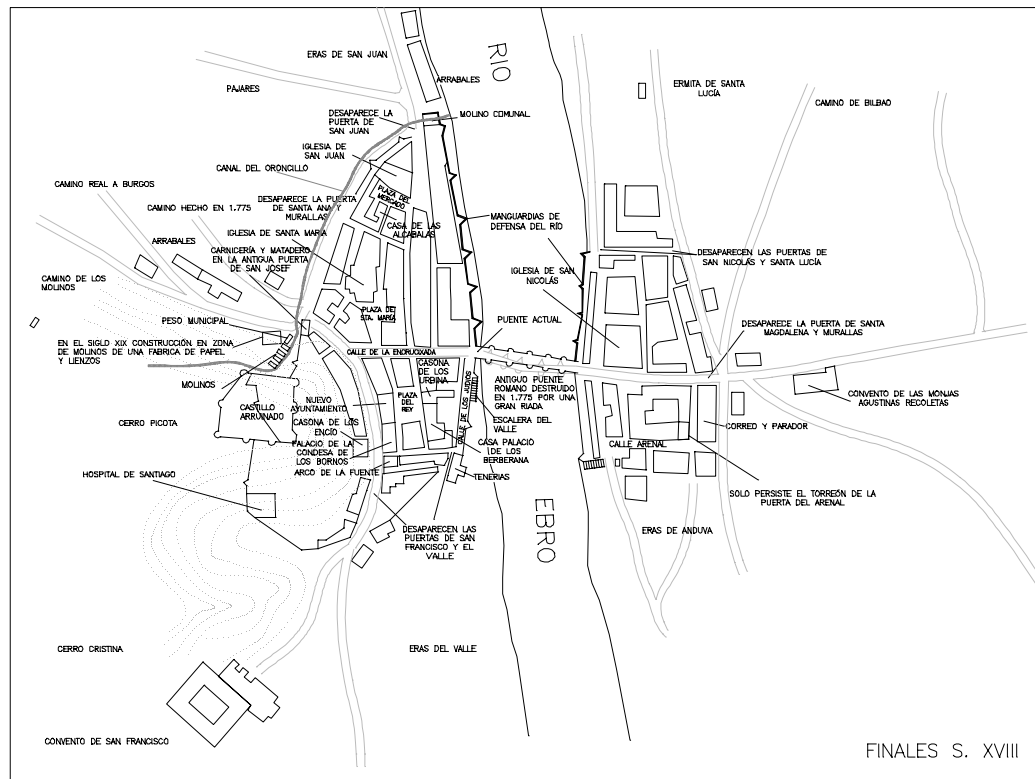 RIO
ERAS DE SAN JUAN
ARRABALES
PAJARES
ERMITA DE SANTA
LUCÍA
CAMINO DE BILBAO
DESAPARECE LA
PUERTA DE
SAN JUAN
MOLINO COMUNAL
IGLESIA DE
SAN JUAN
CANAL DEL ORONCILLO
PLAZA DEL
MERCADO
CAMINO REAL A BURGOS
DESAPARECE LA PUERTA
DE SANTA ANA Y
MURALLAS
CAMINO HECHO EN 1.775
CASA DE LAS
ALCABALAS
MANGUARDIAS DE
DEFENSA DEL RÍO
IGLESIA DE SANTA MARÍA
ARRABALES
CARNICERÍA Y MATADERO
EN LA ANTIGUA PUERTA
DE SAN JOSEF
DESAPARECEN LAS PUERTAS DE
SAN NICOLÁS Y SANTA LUCÍA
IGLESIA DE SAN
NICOLÁS
CAMINO DE LOS
MOLINOS
PLAZA DE
STA. MARÍA
PESO MUNICIPAL
PUENTE ACTUAL
DESAPARECE LA PUERTA DE SANTA
MAGDALENA Y MURALLAS
EN EL SIGLO XIX CONSTRUCCIÓN EN ZONA
DE MOLINOS DE UNA FABRICA DE PAPEL
Y LIENZOS
CALLE DE LA ENDRUCIXADA
CASONA
DE LOS
URBINA
MOLINOS
ANTIGUO PUENTE
ROMANO DESTRUIDO
EN 1.775 POR UNA
GRAN RIADA
CONVENTO DE LAS MONJAS
AGUSTINAS RECOLETAS
NUEVO
AYUNTAMIENTO
PLAZA
DEL
REY
CALLE DE LOS JUDIOS
CASTILLO
ARRUINADO
CERRO PICOTA
CASONA DE LOS
ENCÍO
ESCALERA DEL
VALLE
CORREO Y PARADOR
PALACIO DE LA
CONDESA DE
LOS BORNOS
CASA PALACIO
DE LOS
BERBERANA
CALLE ARENAL
HOSPITAL DE SANTIAGO
ARCO DE LA FUENTE
TENERIAS
SOLO PERSISTE EL TORREÓN DE LA
PUERTA DEL ARENAL
DESAPARECEN LAS
PUERTAS DE SAN
FRANCISCO Y EL
VALLE
EBRO
ERAS DE ANDUVA
CERRO CRISTINA
ERAS DEL VALLE
CONVENTO DE SAN FRANCISCO
FINALES S. XVIII